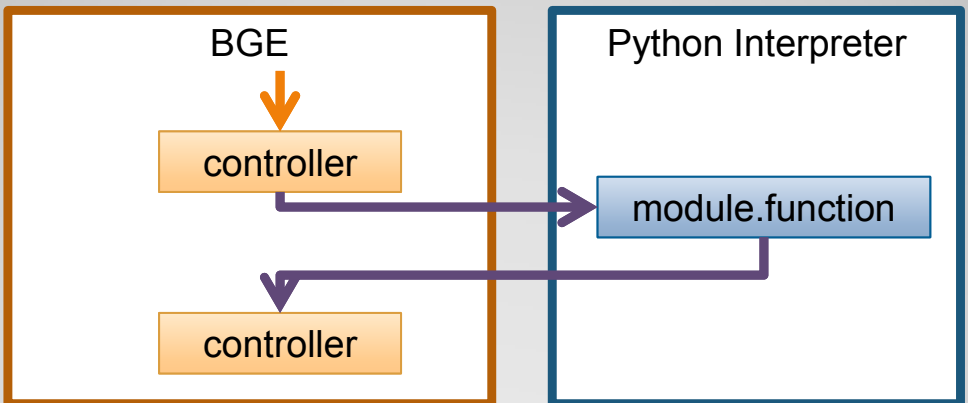 BGE
Python Interpreter
controller
module.function
controller